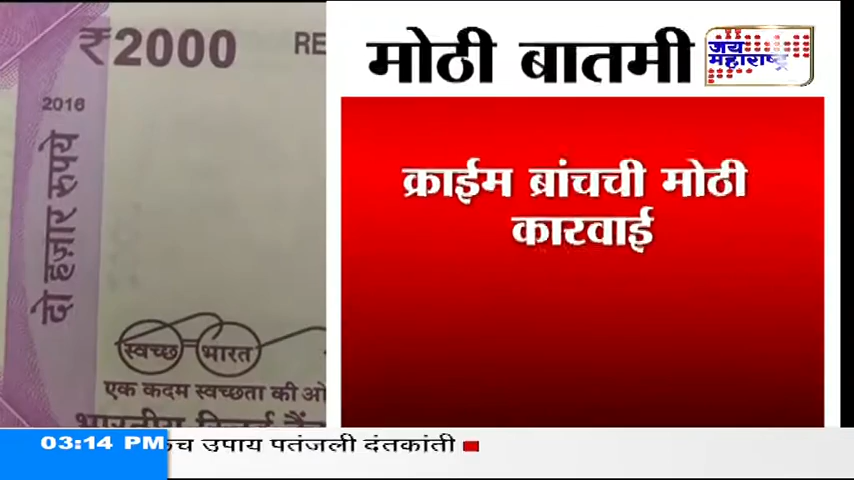 ₹2000
RE
2016
दो हज़ार रुपये
स्वच्छ भारत
एक कदम स्वच्छता की ओ
मोठी बातमी
जय
महाराष्ट्र
क्राईम ब्रांचची मोठी
कारवाई
03:14 PM
उपाय पतंजली दंतकांती